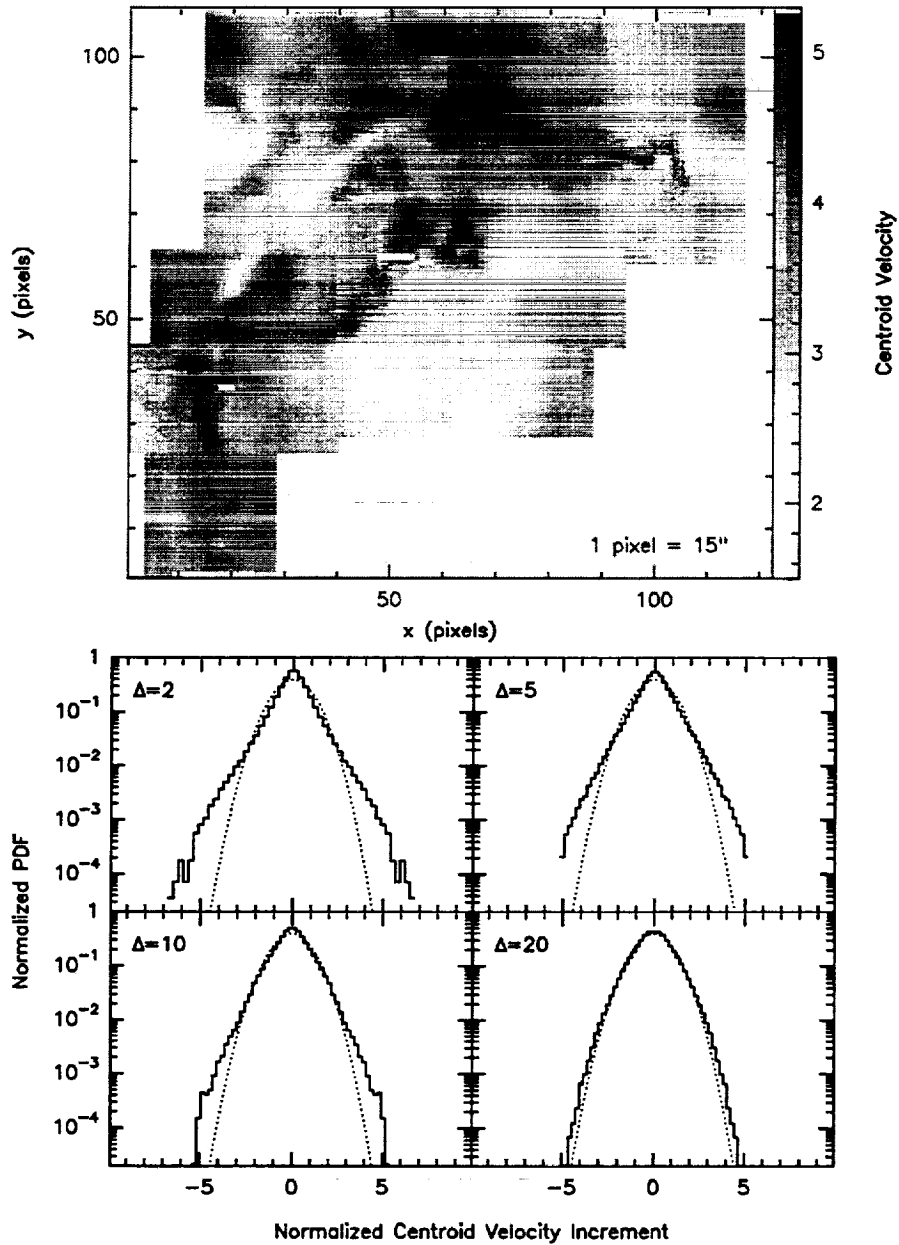 100
50
y (pixels)
5
4
3
2
Centroid Velocity
1 pixel = 15"
50
100
x (pixels)
1
10⁻¹
10⁻²
10⁻³
10⁻⁴
Δ=2
Δ=5
1
10⁻¹
10⁻²
10⁻³
10⁻⁴
Δ=10
Δ=20
Normalized PDF
−5
0
5
−5
0
5
Normalized Centroid Velocity Increment